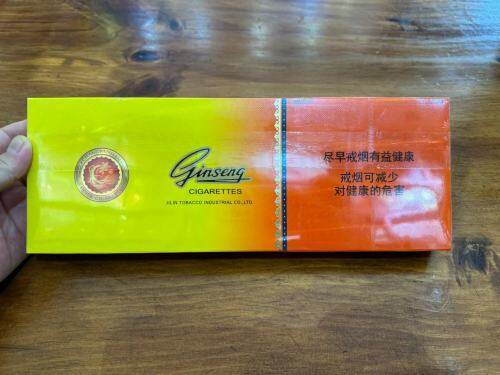 Ginseng
CIGARETTES
JILIN TOBACCO INDUSTRIAL CO.,LTD.
尽早戒烟有益健康
戒烟可减少
对健康的危害